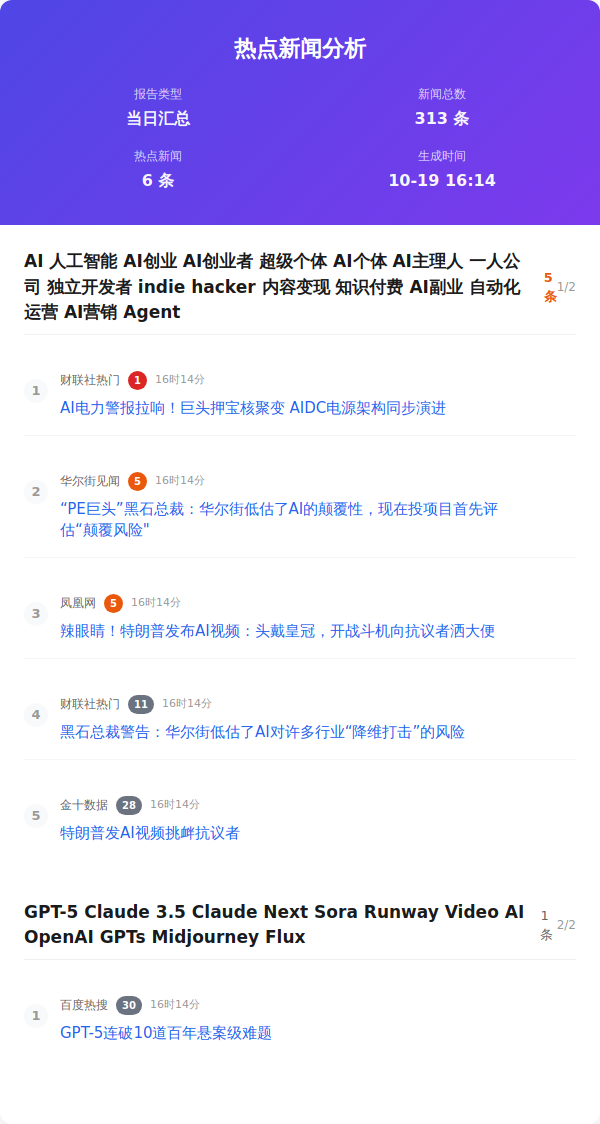 热点新闻分析
报告类型
当日汇总
新闻总数
313 条
热点新闻
6 条
生成时间
10-19 16:14
AI 人工智能 AI创业 AI创业者 超级个体 AI个体 AI主理人 一人公
司 独立开发者 indie hacker 内容变现 知识付费 AI副业 自动化
运营 AI营销 Agent
5
条
1/2
1
财联社热门 1 16时14分
AI电力警报拉响！巨头押宝核聚变 AIDC电源架构同步演进
2
华尔街见闻 5 16时14分
“PE巨头”黑石总裁：华尔街低估了AI的颠覆性，现在投项目首先评
估“颠覆风险"
3
凤凰网 5 16时14分
辣眼睛！特朗普发布AI视频：头戴皇冠，开战斗机向抗议者洒大便
4
财联社热门 11 16时14分
黑石总裁警告：华尔街低估了AI对许多行业“降维打击”的风险
5
金十数据 28 16时14分
特朗普发AI视频挑衅抗议者
GPT-5 Claude 3.5 Claude Next Sora Runway Video AI
OpenAI GPTs Midjourney Flux
1
条
2/2
1
百度热搜 30 16时14分
GPT-5连破10道百年悬案级难题